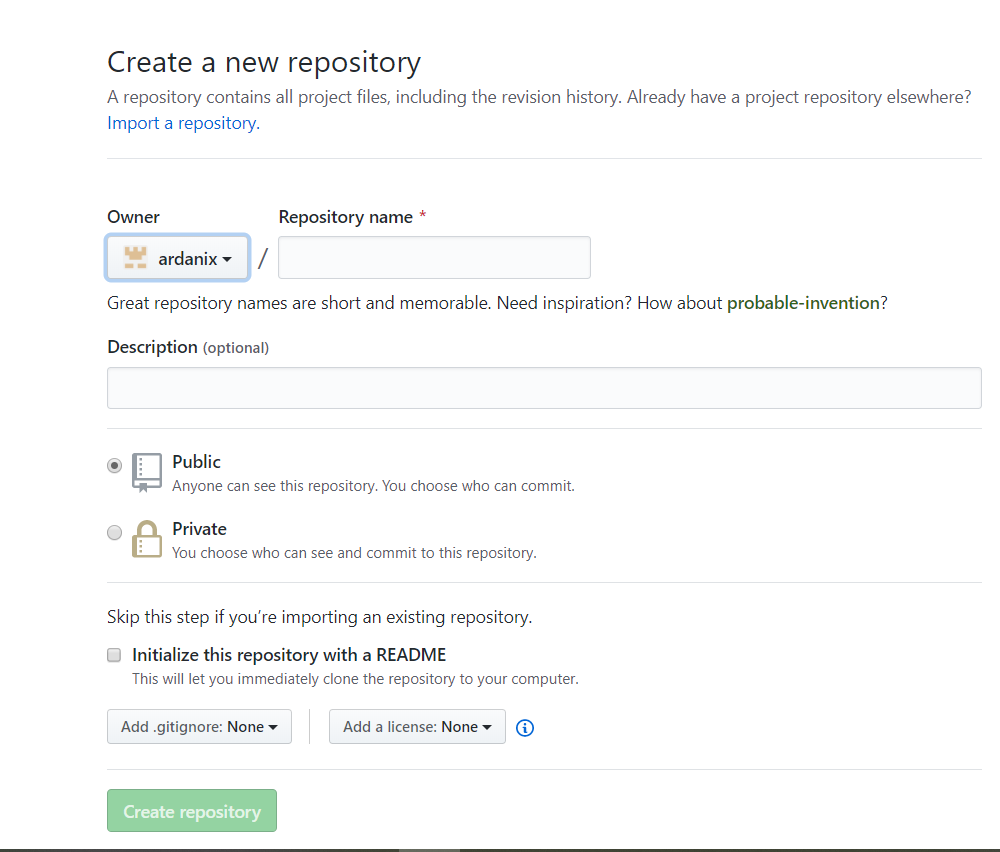 Create a new repository
A repository contains all project files, including the revision history. Already have a project repository elsewhere?
Import a repository.
Owner
Repository name *
ardanix
/
Great repository names are short and memorable. Need inspiration? How about probable-invention?
Description (optional)
Public
Anyone can see this repository. You choose who can commit.
Private
You choose who can see and commit to this repository.
Skip this step if you’re importing an existing repository.
Initialize this repository with a README
This will let you immediately clone the repository to your computer.
Add .gitignore: None
Add a license: None
Create repository